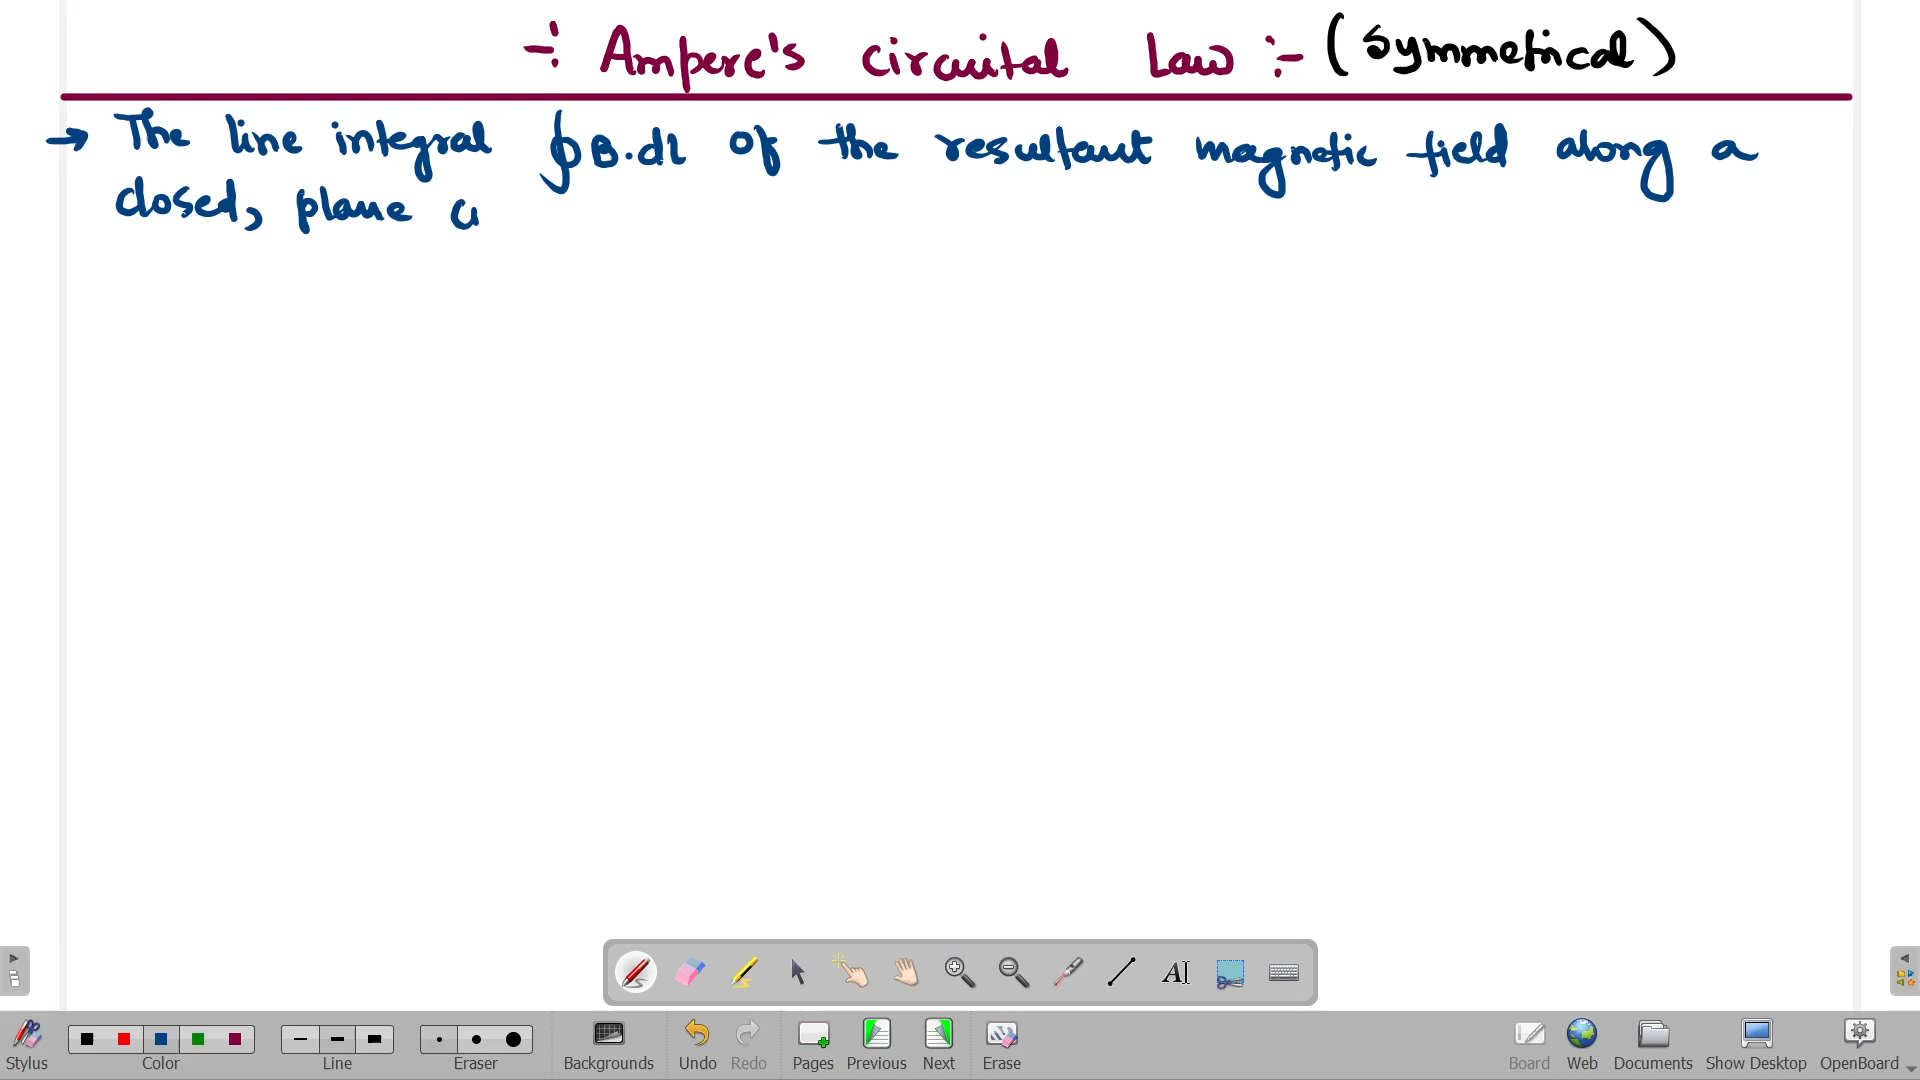 -:- Ampere's circuital Law :- (symmetrical)
→ The line integral ∮B.dl of the resultant magnetic field along a
closed, plane c
Stylus
Color
Line
Eraser
Backgrounds
Undo
Redo
Pages
Previous
Next
Erase
Board
Web
Documents
Show Desktop
OpenBoard